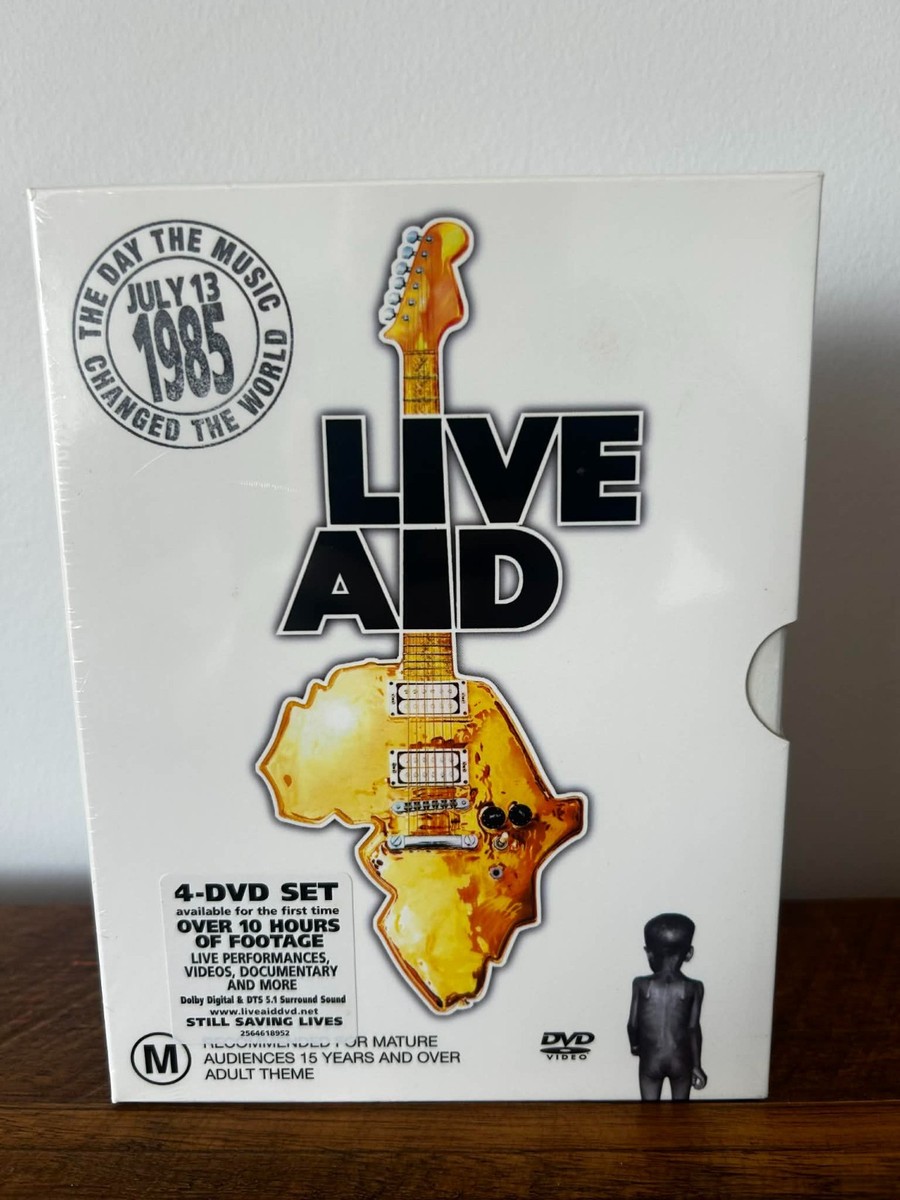 THE DAY THE MUSIC
CHANGED THE WORLD
JULY 13
1985
LIVE
AID
4-DVD SET
available for the first time
OVER 10 HOURS
OF FOOTAGE
LIVE PERFORMANCES,
VIDEOS, DOCUMENTARY
AND MORE
Dolby Digital & DTS 5.1 Surround Sound
www.liveaiddvd.net
STILL SAVING LIVES
2564618952
M
RECOMMENDED FOR MATURE
AUDIENCES 15 YEARS AND OVER
ADULT THEME
DVD
VIDEO